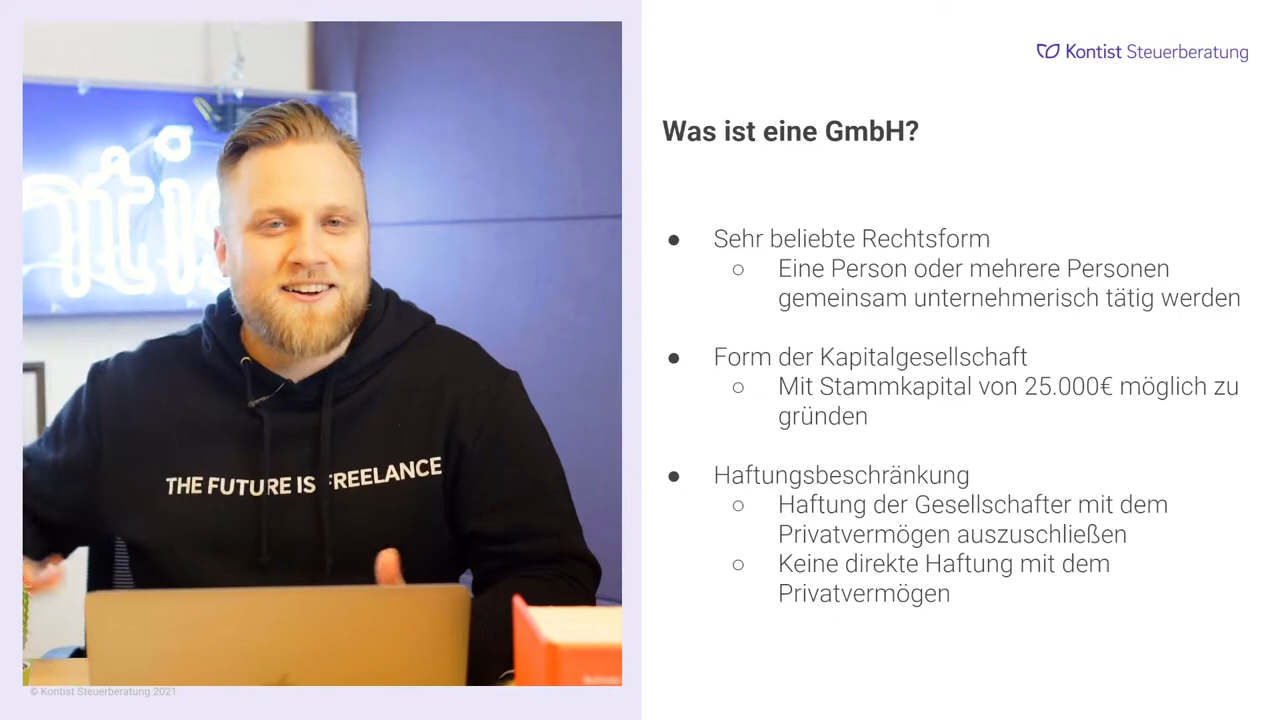 Kontist Steuerberatung
Was ist eine GmbH?
● Sehr beliebte Rechtsform
○ Eine Person oder mehrere Personen
gemeinsam unternehmerisch tätig werden
● Form der Kapitalgesellschaft
○ Mit Stammkapital von 25.000€ möglich zu
gründen
● Haftungsbeschränkung
○ Haftung der Gesellschafter mit dem
Privatvermögen auszuschließen
○ Keine direkte Haftung mit dem
Privatvermögen
ntis
THE FUTURE IS FREELANCE
© Kontist Steuerberatung 2021